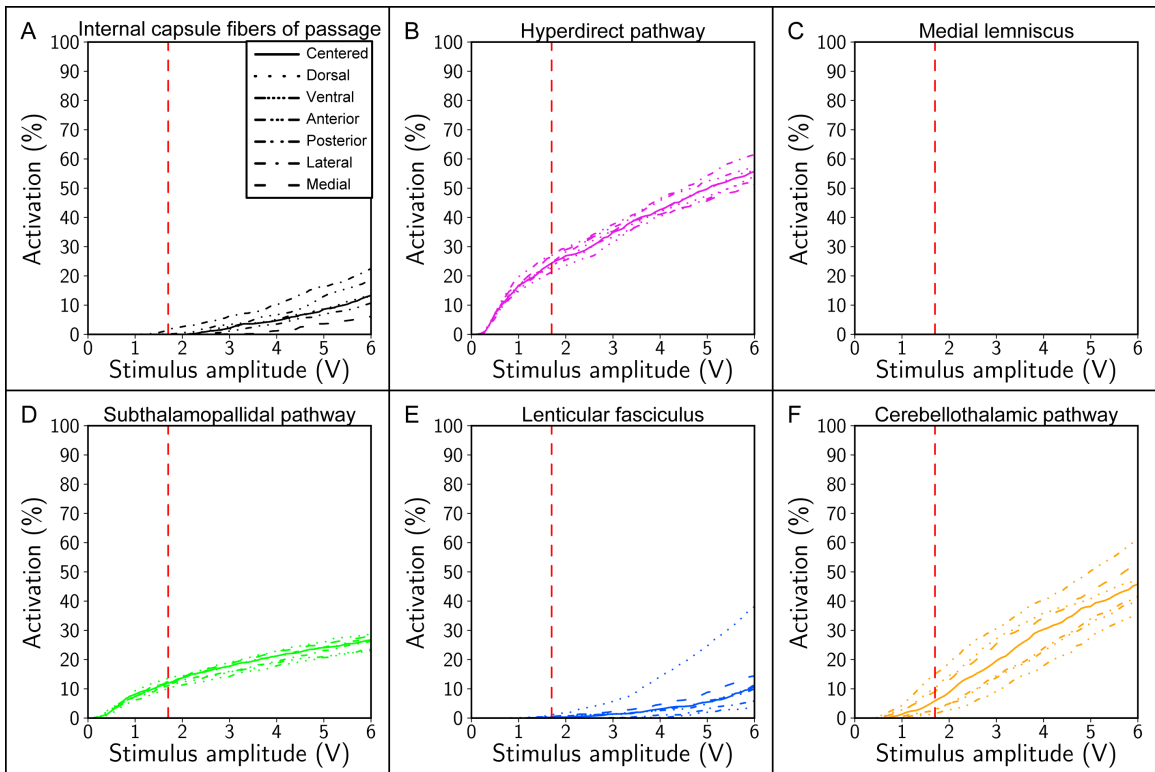 A
Internal capsule fibers of passage
100
90
80
70
60
50
40
30
20
10
0
Activation (%)
Centered
Dorsal
Ventral
Anterior
Posterior
Lateral
Medial
0 1 2 3 4 5 6
Stimulus amplitude (V)
B
Hyperdirect pathway
100
90
80
70
60
50
40
30
20
10
0
Activation (%)
0 1 2 3 4 5 6
Stimulus amplitude (V)
C
Medial lemniscus
100
90
80
70
60
50
40
30
20
10
0
Activation (%)
0 1 2 3 4 5 6
Stimulus amplitude (V)
D
Subthalamopallidal pathway
100
90
80
70
60
50
40
30
20
10
0
Activation (%)
0 1 2 3 4 5 6
Stimulus amplitude (V)
E
Lenticular fasciculus
100
90
80
70
60
50
40
30
20
10
0
Activation (%)
0 1 2 3 4 5 6
Stimulus amplitude (V)
F
Cerebellothalamic pathway
100
90
80
70
60
50
40
30
20
10
0
Activation (%)
0 1 2 3 4 5 6
Stimulus amplitude (V)